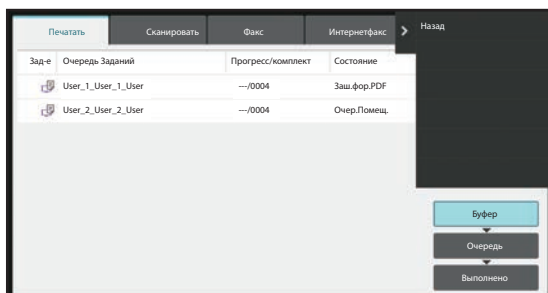 Печатать Сканировать Факс Интернетфакс Назад
Зад-е Очередь Заданий Прогресс/комплект Состояние
User_1_User_1_User ---/0004 Заш.фор.PDF
User_2_User_2_User ---/0004 Очер.Помещ.
Буфер
Очередь
Выполнено